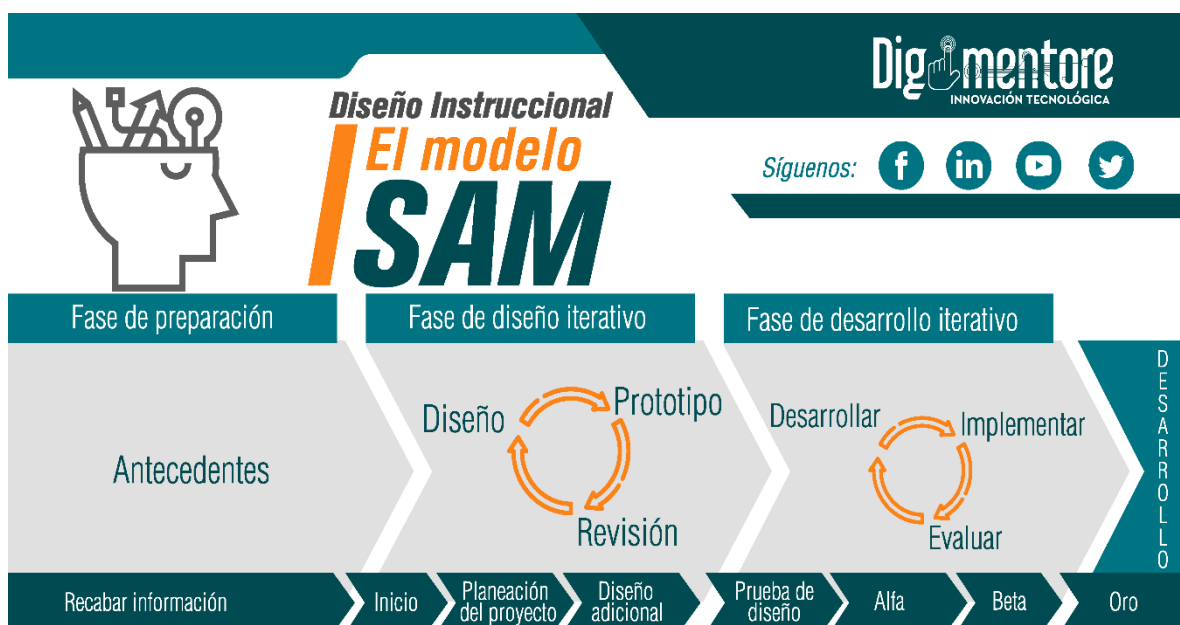 Digimentore
INNOVACIÓN TECNOLÓGICA
Diseño Instruccional
El modelo
SAM
Síguenos:
f
in
Fase de preparación
Fase de diseño iterativo
Fase de desarrollo iterativo
Antecedentes
Diseño
Prototipo
Revisión
Desarrollar
Implementar
Evaluar
DESARROLLO
Recabar información
Inicio
Planeación
del proyecto
Diseño
adicional
Prueba de
diseño
Alfa
Beta
Oro